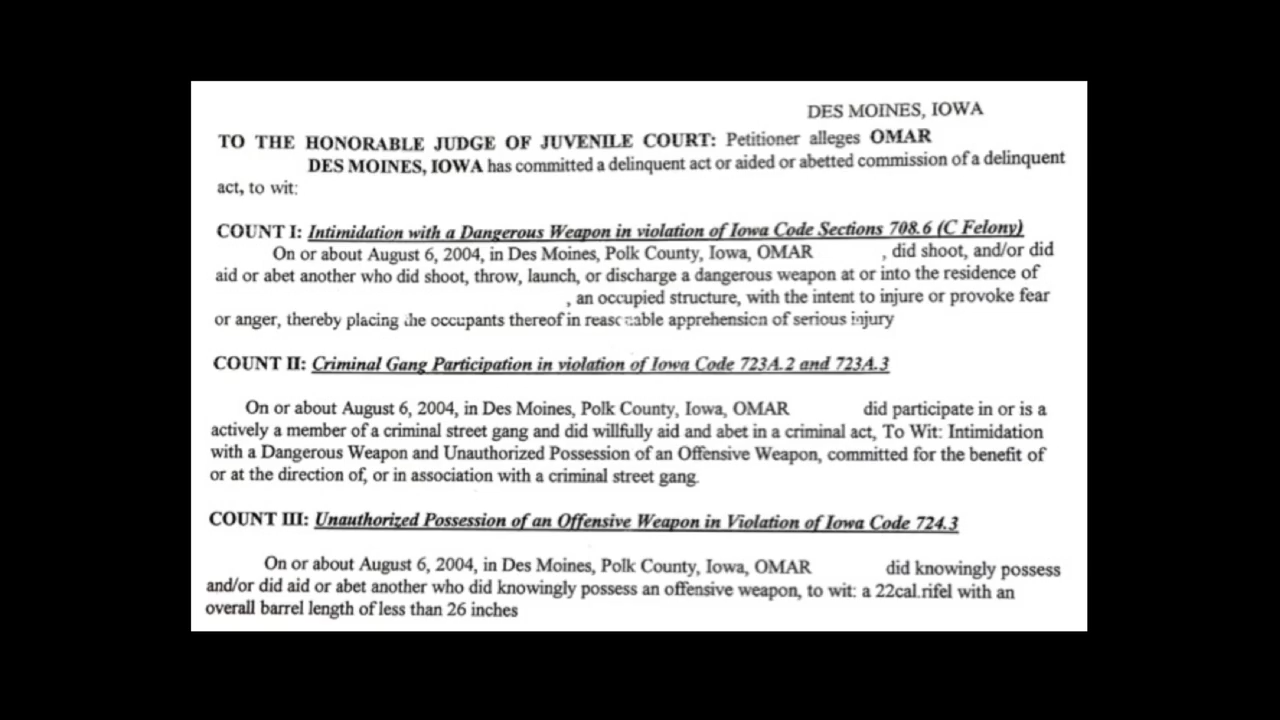 DES MOINES, IOWA
TO THE HONORABLE JUDGE OF JUVENILE COURT: Petitioner alleges OMAR
DES MOINES, IOWA has committed a delinquent act or aided or abetted commission of a delinquent
act, to wit:
COUNT I: Intimidation with a Dangerous Weapon in violation of Iowa Code Sections 708.6 (C Felony)
On or about August 6, 2004, in Des Moines, Polk County, Iowa, OMAR , did shoot, and/or did
aid or abet another who did shoot, throw, launch, or discharge a dangerous weapon at or into the residence of
, an occupied structure, with the intent to injure or provoke fear
or anger, thereby placing the occupants thereof in reasonable apprehension of serious injury
COUNT II: Criminal Gang Participation in violation of Iowa Code 723A.2 and 723A.3
On or about August 6, 2004, in Des Moines, Polk County, Iowa, OMAR did participate in or is a
actively a member of a criminal street gang and did willfully aid and abet in a criminal act, To Wit: Intimidation
with a Dangerous Weapon and Unauthorized Possession of an Offensive Weapon, committed for the benefit of
or at the direction of, or in association with a criminal street gang.
COUNT III: Unauthorized Possession of an Offensive Weapon in Violation of Iowa Code 724.3
On or about August 6, 2004, in Des Moines, Polk County, Iowa, OMAR did knowingly possess
and/or did aid or abet another who did knowingly possess an offensive weapon, to wit: a 22cal.rifel with an
overall barrel length of less than 26 inches